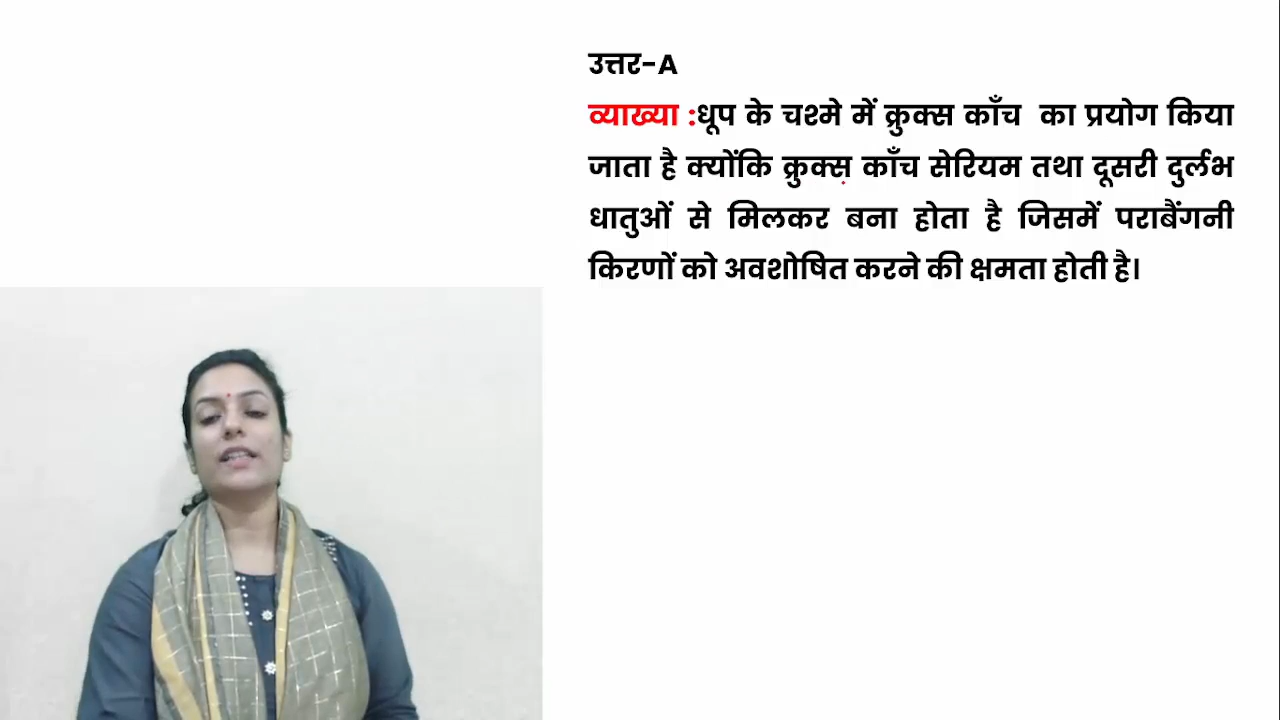 उत्तर-A
व्याख्या :धूप के चश्मे में क्रुक्स काँच का प्रयोग किया
जाता है क्योंकि क्रुक्स काँच सेरियम तथा दूसरी दुर्लभ
धातुओं से मिलकर बना होता है जिसमें पराबैंगनी
किरणों को अवशोषित करने की क्षमता होती है।